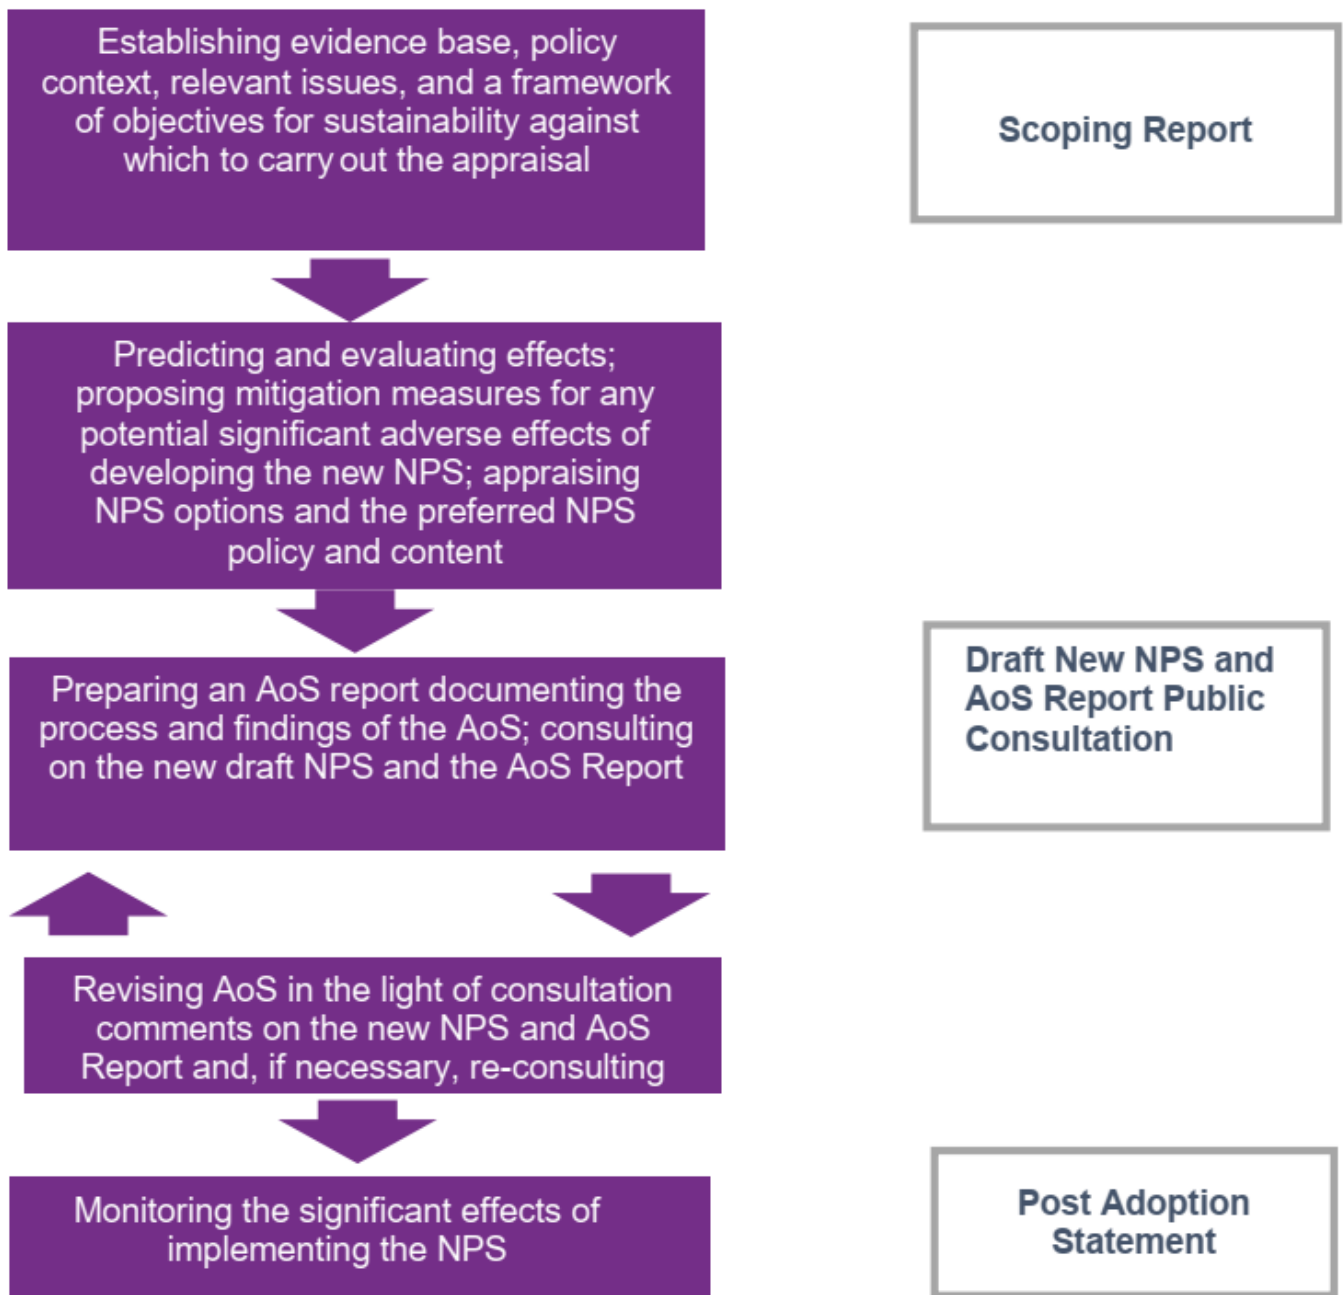 Establishing evidence base, policy
context, relevant issues, and a framework
of objectives for sustainability against
which to carry out the appraisal
Scoping Report
Predicting and evaluating effects;
proposing mitigation measures for any
potential significant adverse effects of
developing the new NPS; appraising
NPS options and the preferred NPS
policy and content
Preparing an AoS report documenting the
process and findings of the AoS; consulting
on the new draft NPS and the AoS Report
Draft New NPS and
AoS Report Public
Consultation
Revising AoS in the light of consultation
comments on the new NPS and AoS
Report and, if necessary, re-consulting
Monitoring the significant effects of
implementing the NPS
Post Adoption
Statement